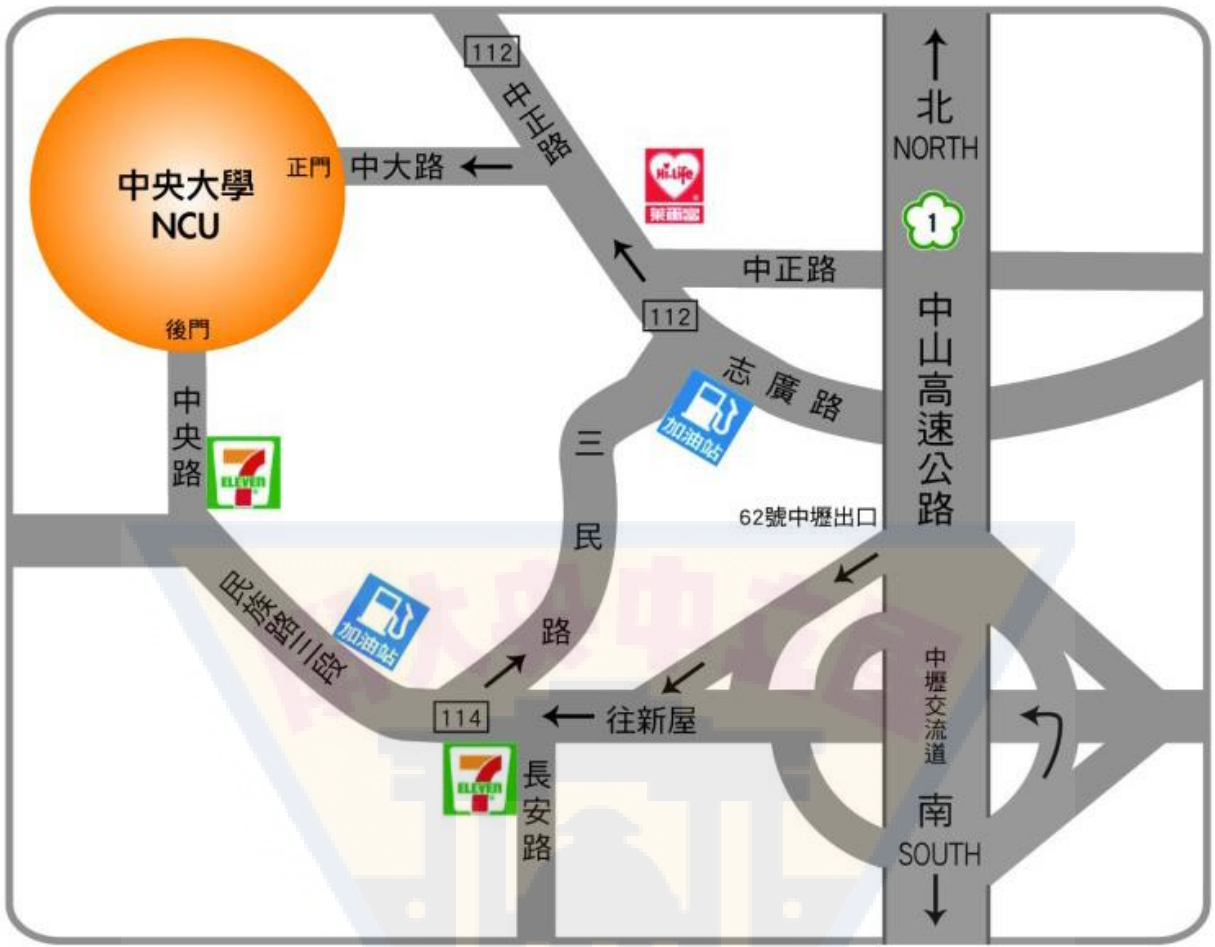 112
中正路
北
NORTH
中央大學
NCU
正門
中大路
Hi-Life
萊爾富
1
中正路
中山高速公路
112
後門
志廣路
中央路
加油站
三民路
7
ELEVEN
62號中壢出口
民族路三段
加油站
中壢交流道
114
往新屋
7
ELEVEN
長安路
南
SOUTH